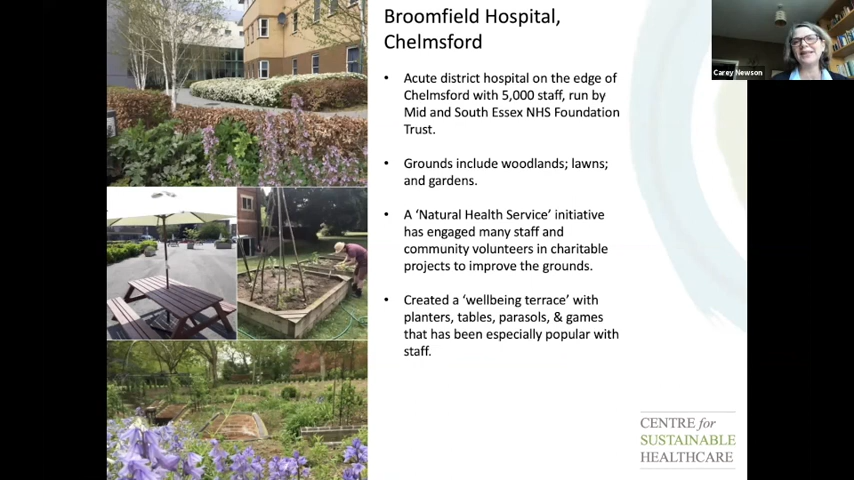 Broomfield Hospital,
Chelmsford
• Acute district hospital on the edge of
Chelmsford with 5,000 staff, run by
Mid and South Essex NHS Foundation
Trust.
• Grounds include woodlands; lawns;
and gardens.
• A ‘Natural Health Service’ initiative
has engaged many staff and
community volunteers in charitable
projects to improve the grounds.
• Created a ‘wellbeing terrace’ with
planters, tables, parasols, & games
that has been especially popular with
staff.
Carey Newson
CENTRE for
SUSTAINABLE
HEALTHCARE